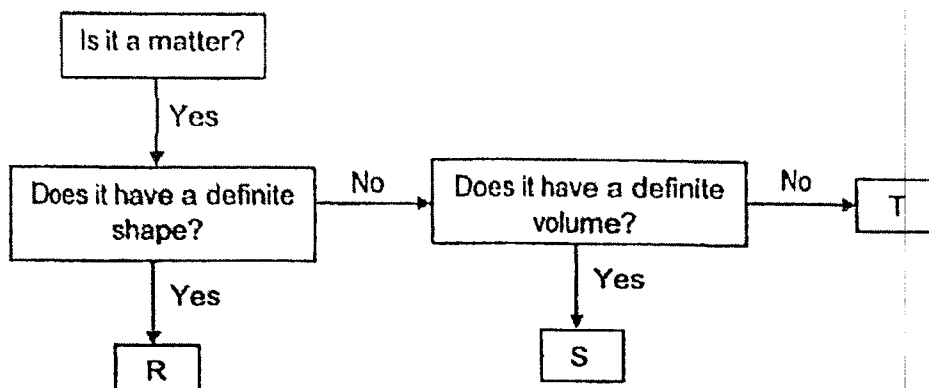 Is it a matter?
Yes
Does it have a definite
shape?
No
Does it have a definite
volume?
No
T
Yes
R
Yes
S